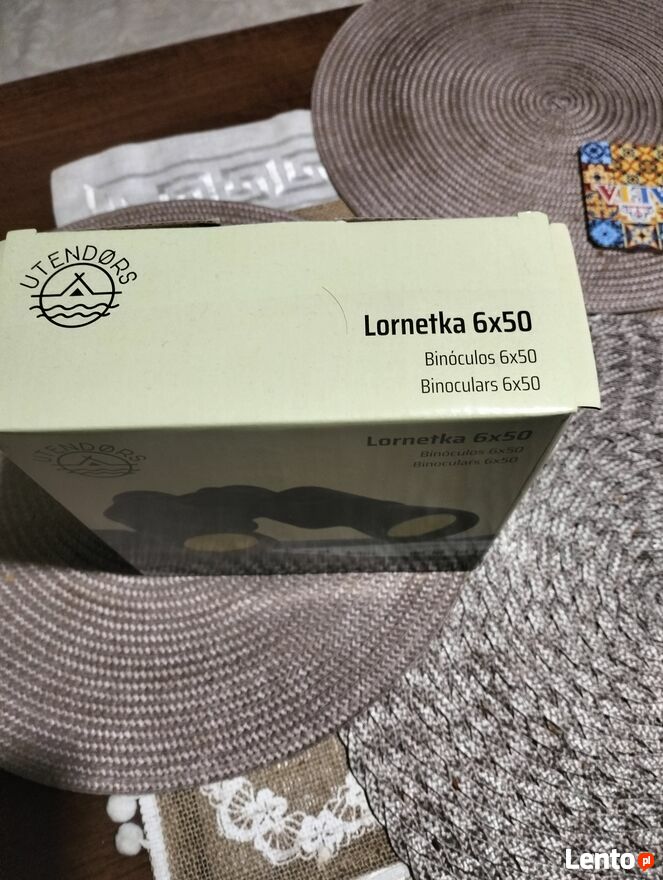 UTENDØRS
Lornetka 6x50
Binóculos 6x50
Binoculars 6x50
UTENDØRS
Lornetka 6x50
Binóculos 6x50
Binoculars 6x50
Lento.pl